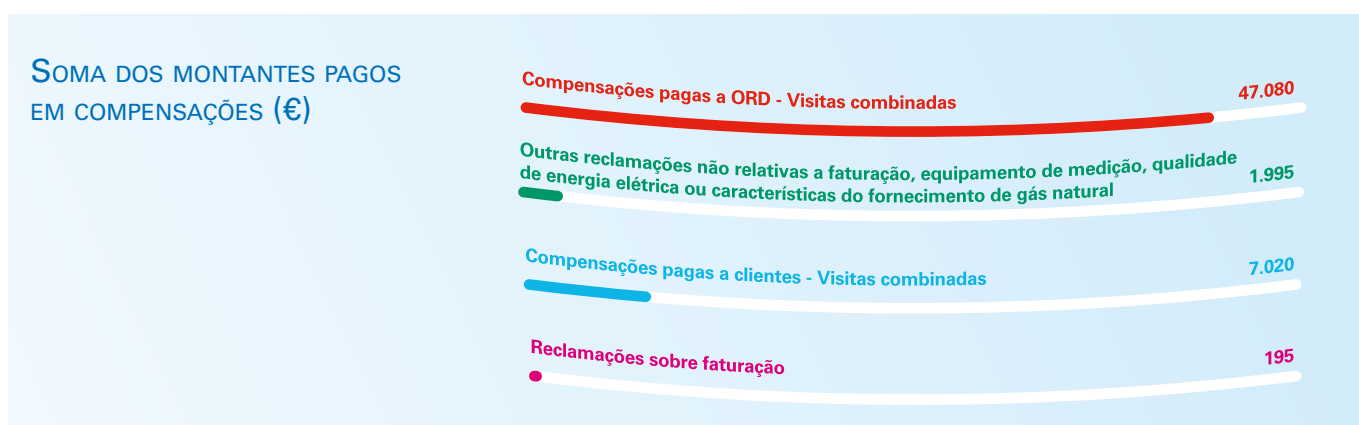 SOMA DOS MONTANTES PAGOS
EM COMPENSAÇÕES (€)
Compensações pagas a ORD - Visitas combinadas
47.080
Outras reclamações não relativas a faturação, equipamento de medição, qualidade
de energia elétrica ou características do fornecimento de gás natural
1.995
Compensações pagas a clientes - Visitas combinadas
7.020
Reclamações sobre faturação
195